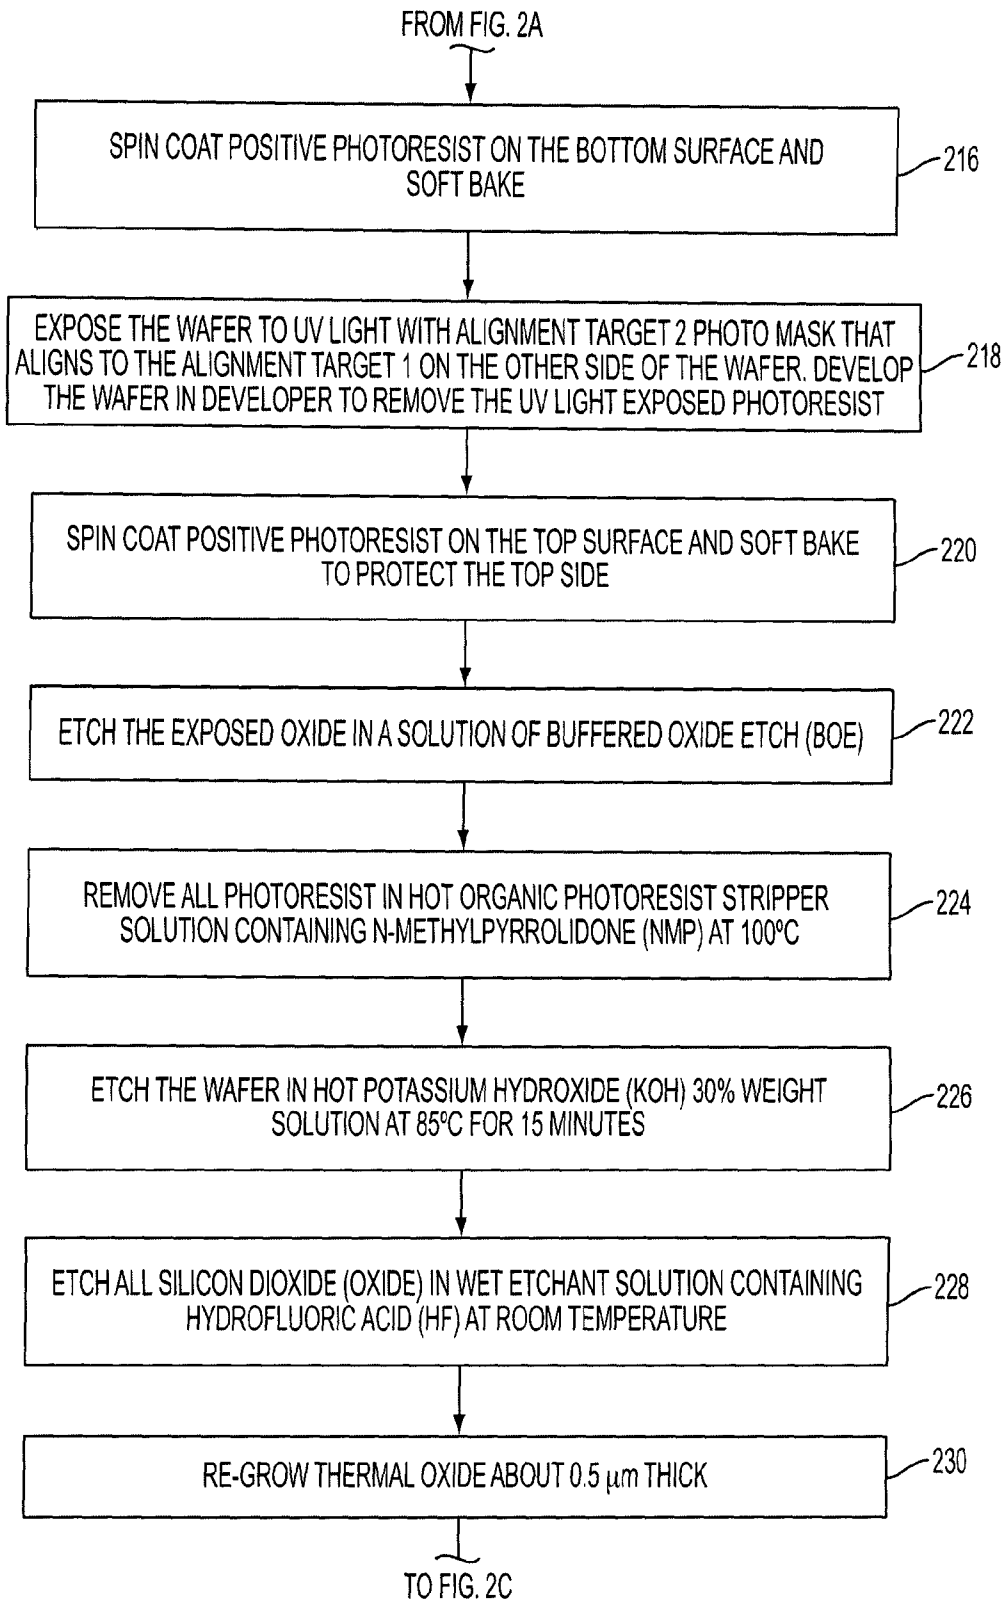 FROM FIG. 2A
SPIN COAT POSITIVE PHOTORESIST ON THE BOTTOM SURFACE AND
SOFT BAKE
216
EXPOSE THE WAFER TO UV LIGHT WITH ALIGNMENT TARGET 2 PHOTO MASK THAT
ALIGNS TO THE ALIGNMENT TARGET 1 ON THE OTHER SIDE OF THE WAFER. DEVELOP
THE WAFER IN DEVELOPER TO REMOVE THE UV LIGHT EXPOSED PHOTORESIST
218
SPIN COAT POSITIVE PHOTORESIST ON THE TOP SURFACE AND SOFT BAKE
TO PROTECT THE TOP SIDE
220
ETCH THE EXPOSED OXIDE IN A SOLUTION OF BUFFERED OXIDE ETCH (BOE)
222
REMOVE ALL PHOTORESIST IN HOT ORGANIC PHOTORESIST STRIPPER
SOLUTION CONTAINING N-METHYLPYRROLIDONE (NMP) AT 100ºC
224
ETCH THE WAFER IN HOT POTASSIUM HYDROXIDE (KOH) 30% WEIGHT
SOLUTION AT 85ºC FOR 15 MINUTES
226
ETCH ALL SILICON DIOXIDE (OXIDE) IN WET ETCHANT SOLUTION CONTAINING
HYDROFLUORIC ACID (HF) AT ROOM TEMPERATURE
228
RE-GROW THERMAL OXIDE ABOUT 0.5 µm THICK
230
TO FIG. 2C